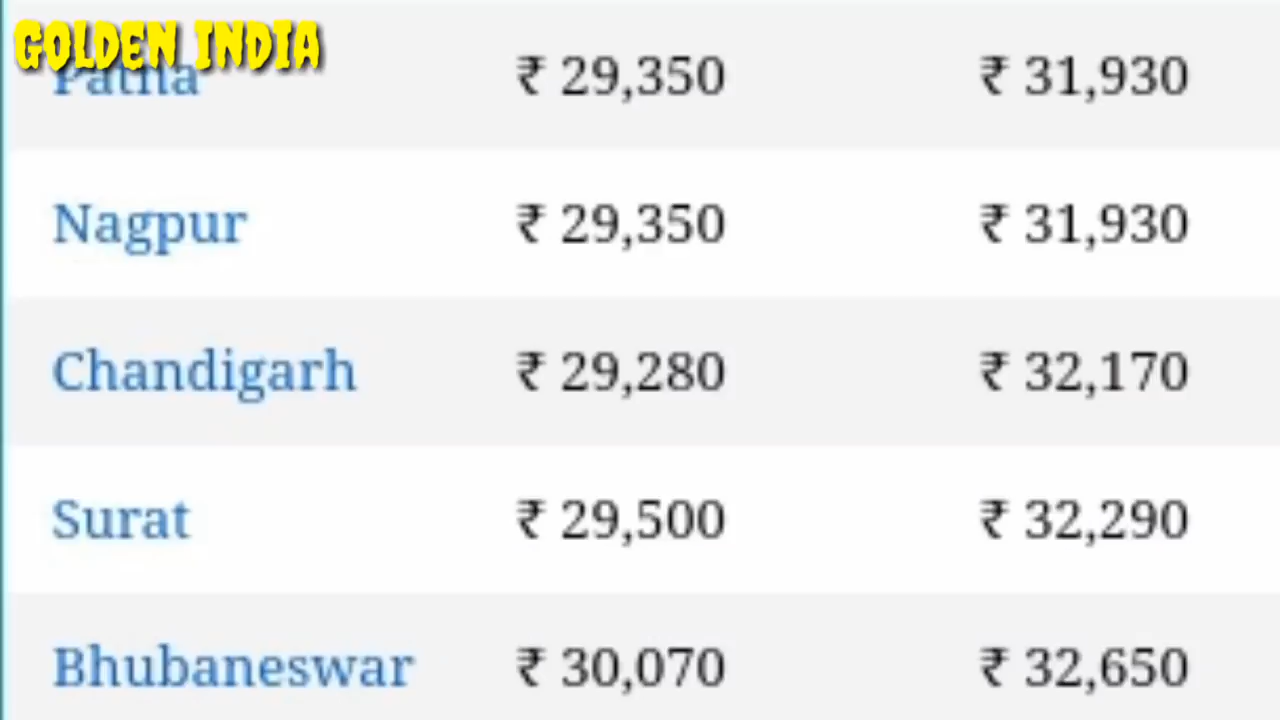 GOLDEN INDIA
Patna ₹ 29,350 ₹ 31,930
Nagpur ₹ 29,350 ₹ 31,930
Chandigarh ₹ 29,280 ₹ 32,170
Surat ₹ 29,500 ₹ 32,290
Bhubaneswar ₹ 30,070 ₹ 32,650